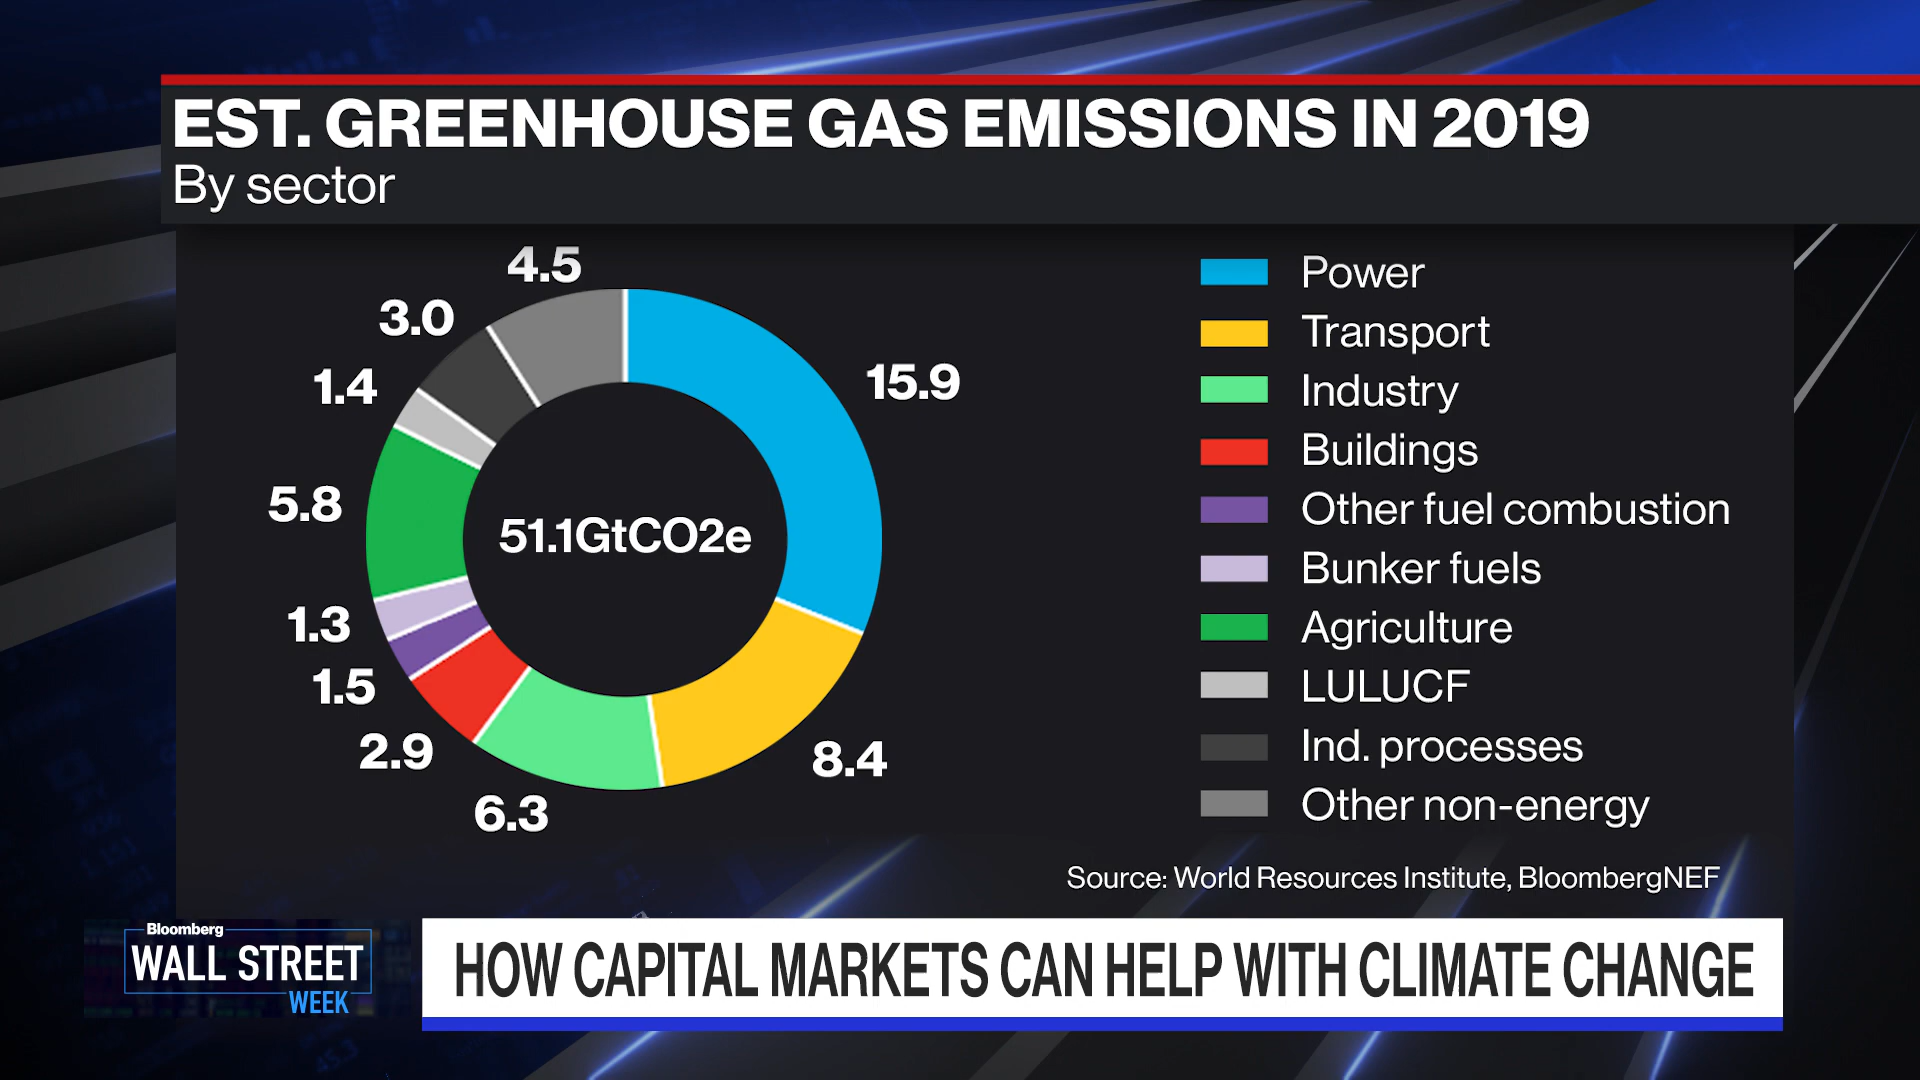 EST. GREENHOUSE GAS EMISSIONS IN 2019
By sector
4.5
3.0
1.4
15.9
5.8
51.1GtCO2e
1.3
1.5
2.9
8.4
6.3
Power
Transport
Industry
Buildings
Other fuel combustion
Bunker fuels
Agriculture
LULUCF
Ind. processes
Other non-energy
Source: World Resources Institute, BloombergNEF
Bloomberg
WALL STREET
WEEK
HOW CAPITAL MARKETS CAN HELP WITH CLIMATE CHANGE